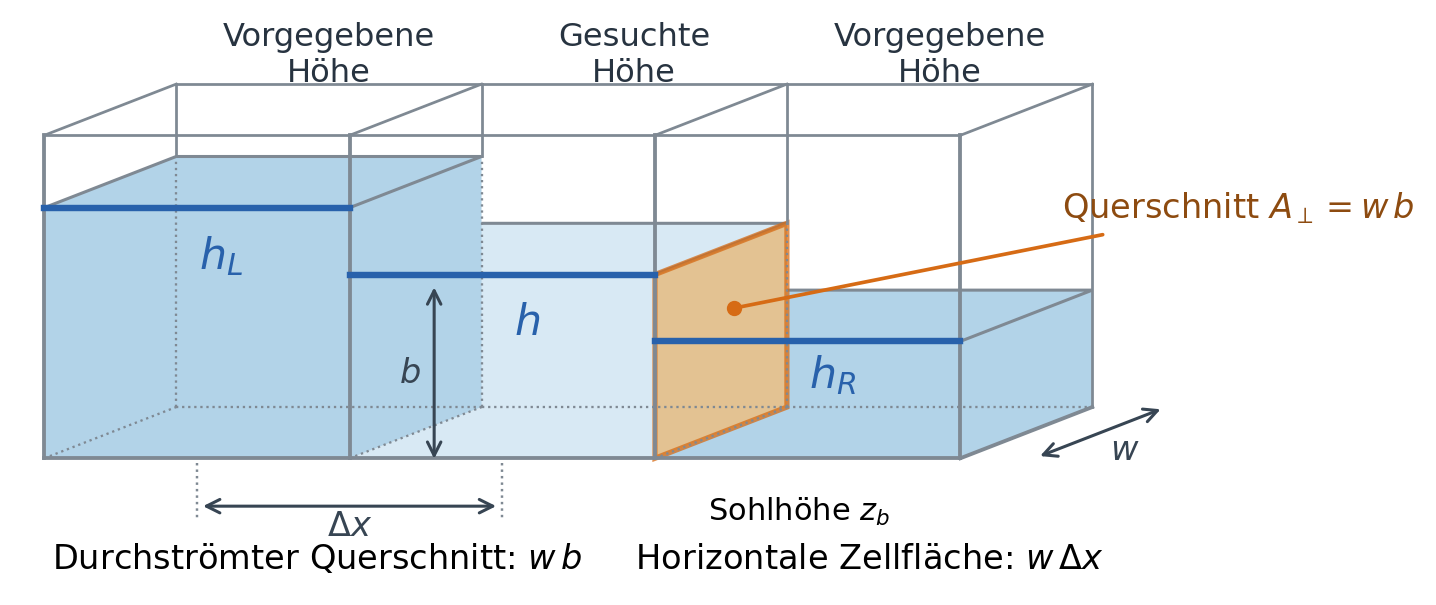 Vorgegebene
Höhe
Gesuchte
Höhe
Vorgegebene
Höhe
Querschnitt A⊥ = w b
h_L
h
b
h_R
w
Δx
Sohlhöhe z_b
Durchströmter Querschnitt: w b
Horizontale Zellfläche: w Δx